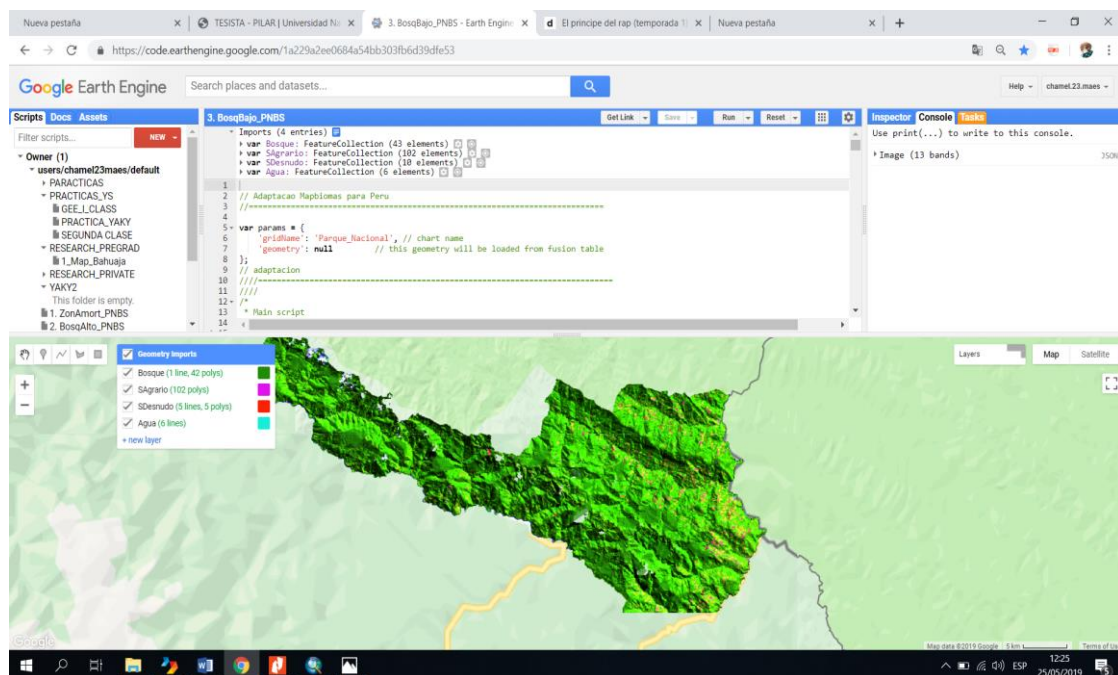 Nueva pestaña
TESISTA - PILAR | Universidad Na
3. BosqBajo_PNBS - Earth Engine
El principe del rap (temporada 1)
Nueva pestaña
https://code.earthengine.google.com/1a229a2ee0684a54bb303fb6d39dfe53
Google Earth Engine
Search places and datasets...
Help
chamel.23.maes
Scripts Docs Assets
Filter scripts...
NEW
Owner (1)
users/chamel23maes/default
PARACTICAS
PRACTICAS_YS
GEE_I_CLASS
PRACTICA_YAKY
SEGUNDA CLASE
RESEARCH_PREGRAD
1_Map_Bahuaja
RESEARCH_PRIVATE
YAKY2
This folder is empty.
1. ZonAmort_PNBS
2. BosqAlto_PNBS
3. BosqBajo_PNBS
Get Link Save Run Reset
Imports (4 entries)
var Bosque: FeatureCollection (43 elements)
var SAgrario: FeatureCollection (102 elements)
var SDesnudo: FeatureCollection (10 elements)
var Agua: FeatureCollection (6 elements)
1
2 // Adaptacao Mapbiomas para Peru
3 //=====================================================================================
4
5 var params = {
6 'gridName': 'Parque_Nacional', // chart name
7 'geometry': null // this geometry will be loaded from fusion table
8 };
9 // adaptacion
10 ////=====================================================================================
11 ////
12 /*
13 * Main script
14
Inspector Console Tasks
Use print(...) to write to this console.
Image (13 bands)
JSON
Geometry Imports
Bosque (1 line, 42 polys)
SAgrario (102 polys)
SDesnudo (5 lines, 5 polys)
Agua (6 lines)
+ new layer
Layers
Map Satellite
Google
Map data ©2019 Google
5 km
Terms of Us
ESP
12:25
25/05/2019